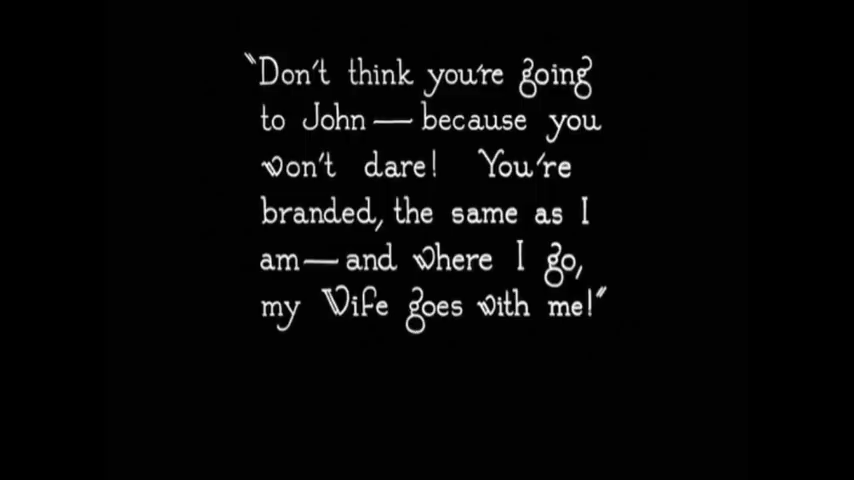 "Don't think you're going
to John — because you
won't dare! You're
branded, the same as I
am — and where I go,
my Wife goes with me!"